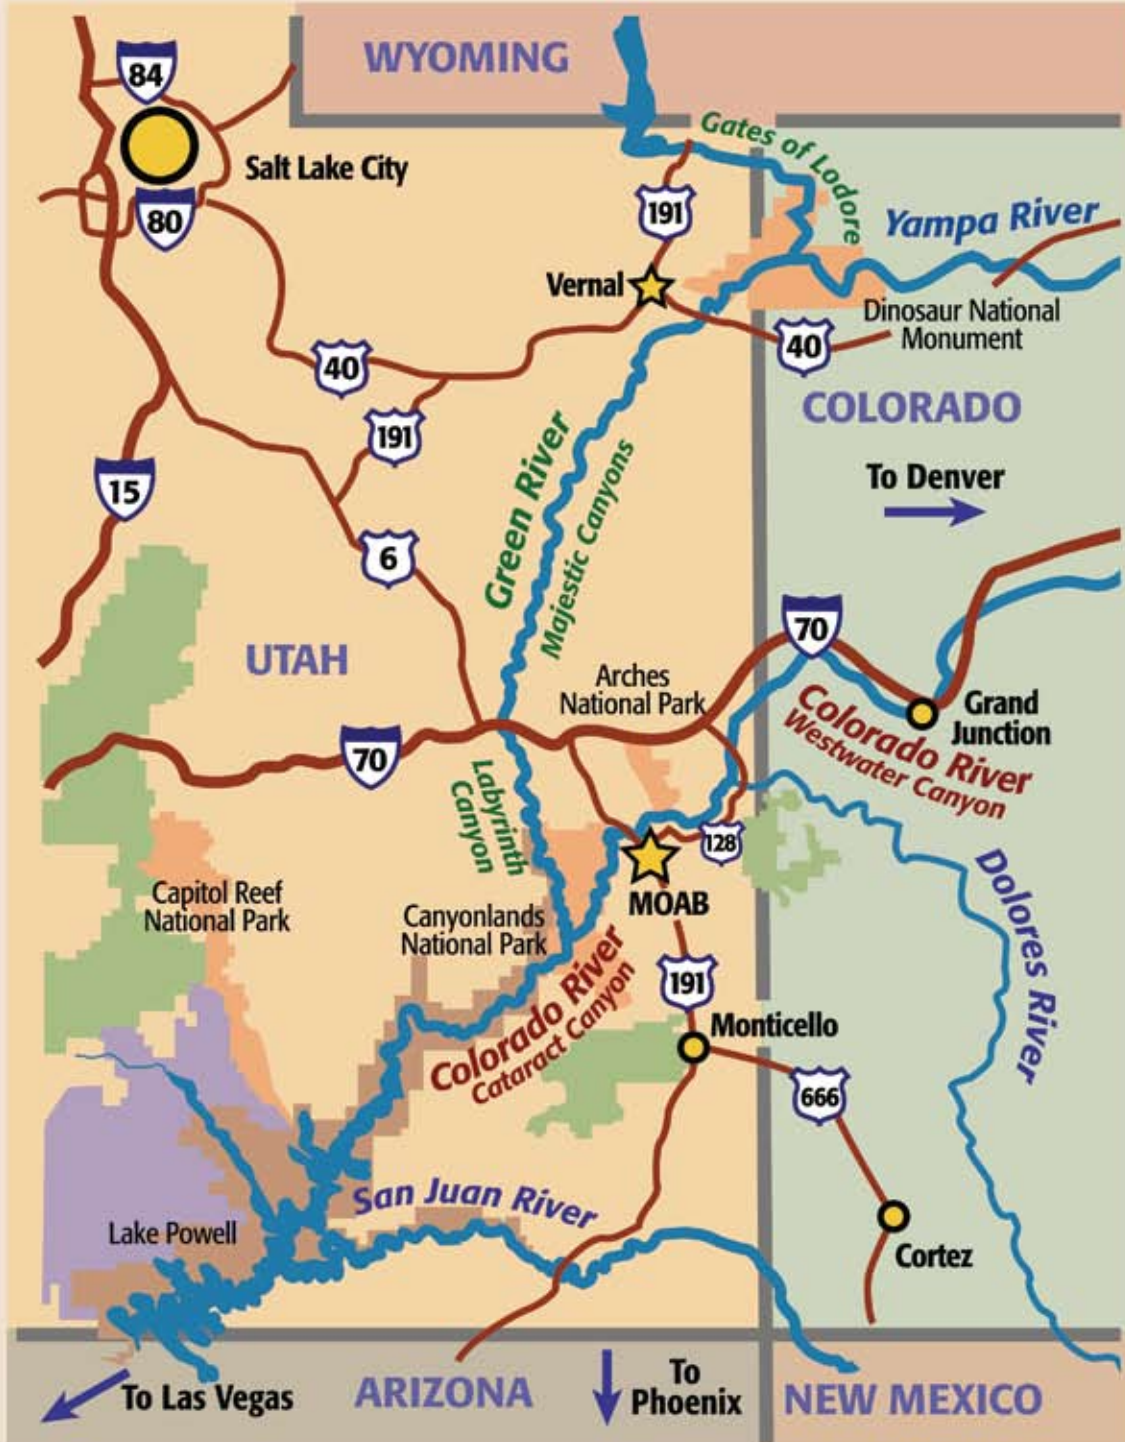 WYOMING
84
Salt Lake City
80
Gates of Lodore
191
Yampa River
Vernal
Dinosaur National
Monument
40
40
COLORADO
191
To Denver
Green River
Majestic Canyons
15
6
UTAH
70
Arches
National Park
Grand
Junction
Colorado River
Westwater Canyon
70
Labyrinth
Canyon
128
MOAB
Capitol Reef
National Park
Canyonlands
National Park
Dolores River
191
Colorado River
Cataract Canyon
Monticello
666
San Juan River
Lake Powell
Cortez
To Las Vegas
ARIZONA
To
Phoenix
NEW MEXICO